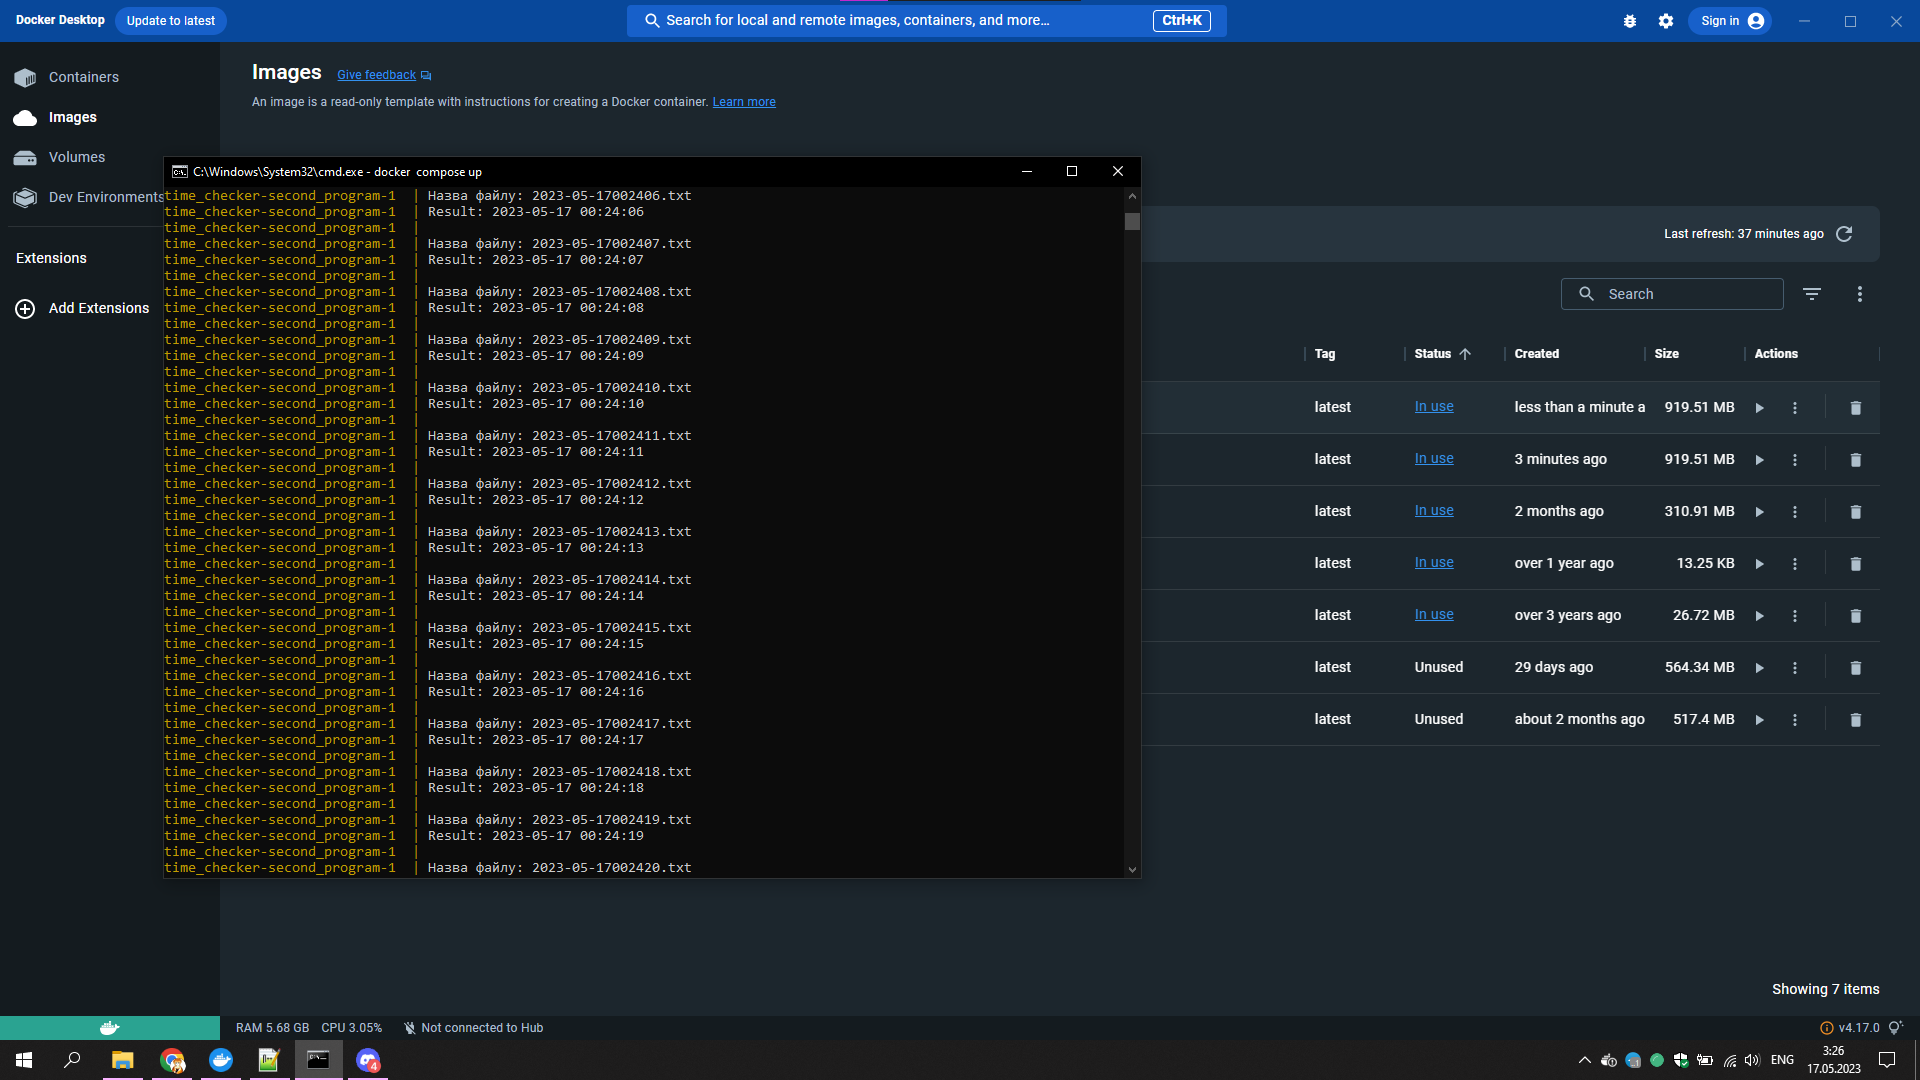 Docker Desktop
Update to latest
Search for local and remote images, containers, and more...
Ctrl+K
Sign in
Containers
Images
Volumes
Dev Environments
Extensions
Add Extensions
Images
Give feedback
An image is a read-only template with instructions for creating a Docker container. Learn more
C:\Windows\System32\cmd.exe - docker compose up
time_checker-second_program-1 | Назва файлу: 2023-05-17002406.txt
time_checker-second_program-1 | Result: 2023-05-17 00:24:06
time_checker-second_program-1 |
time_checker-second_program-1 | Назва файлу: 2023-05-17002407.txt
time_checker-second_program-1 | Result: 2023-05-17 00:24:07
time_checker-second_program-1 |
time_checker-second_program-1 | Назва файлу: 2023-05-17002408.txt
time_checker-second_program-1 | Result: 2023-05-17 00:24:08
time_checker-second_program-1 |
time_checker-second_program-1 | Назва файлу: 2023-05-17002409.txt
time_checker-second_program-1 | Result: 2023-05-17 00:24:09
time_checker-second_program-1 |
time_checker-second_program-1 | Назва файлу: 2023-05-17002410.txt
time_checker-second_program-1 | Result: 2023-05-17 00:24:10
time_checker-second_program-1 |
time_checker-second_program-1 | Назва файлу: 2023-05-17002411.txt
time_checker-second_program-1 | Result: 2023-05-17 00:24:11
time_checker-second_program-1 |
time_checker-second_program-1 | Назва файлу: 2023-05-17002412.txt
time_checker-second_program-1 | Result: 2023-05-17 00:24:12
time_checker-second_program-1 |
time_checker-second_program-1 | Назва файлу: 2023-05-17002413.txt
time_checker-second_program-1 | Result: 2023-05-17 00:24:13
time_checker-second_program-1 |
time_checker-second_program-1 | Назва файлу: 2023-05-17002414.txt
time_checker-second_program-1 | Result: 2023-05-17 00:24:14
time_checker-second_program-1 |
time_checker-second_program-1 | Назва файлу: 2023-05-17002415.txt
time_checker-second_program-1 | Result: 2023-05-17 00:24:15
time_checker-second_program-1 |
time_checker-second_program-1 | Назва файлу: 2023-05-17002416.txt
time_checker-second_program-1 | Result: 2023-05-17 00:24:16
time_checker-second_program-1 |
time_checker-second_program-1 | Назва файлу: 2023-05-17002417.txt
time_checker-second_program-1 | Result: 2023-05-17 00:24:17
time_checker-second_program-1 |
time_checker-second_program-1 | Назва файлу: 2023-05-17002418.txt
time_checker-second_program-1 | Result: 2023-05-17 00:24:18
time_checker-second_program-1 |
time_checker-second_program-1 | Назва файлу: 2023-05-17002419.txt
time_checker-second_program-1 | Result: 2023-05-17 00:24:19
time_checker-second_program-1 |
time_checker-second_program-1 | Назва файлу: 2023-05-17002420.txt
Last refresh: 37 minutes ago
Search
Tag Status Created Size Actions
latest In use less than a minute a 919.51 MB
latest In use 3 minutes ago 919.51 MB
latest In use 2 months ago 310.91 MB
latest In use over 1 year ago 13.25 KB
latest In use over 3 years ago 26.72 MB
latest Unused 29 days ago 564.34 MB
latest Unused about 2 months ago 517.4 MB
Showing 7 items
RAM 5.68 GB CPU 3.05% Not connected to Hub
v4.17.0
4
ENG
3:26
17.05.2023